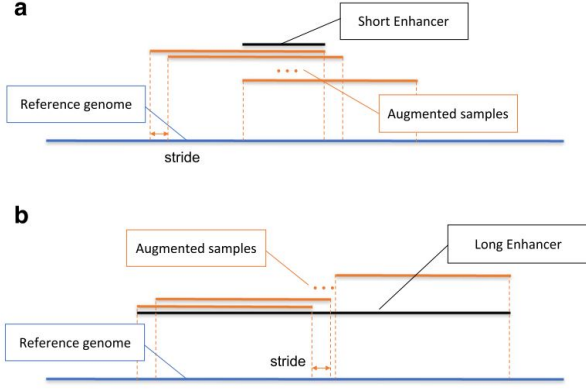 a
Short Enhancer
Reference genome
Augmented samples
stride
b
Augmented samples
Long Enhancer
Reference genome
stride